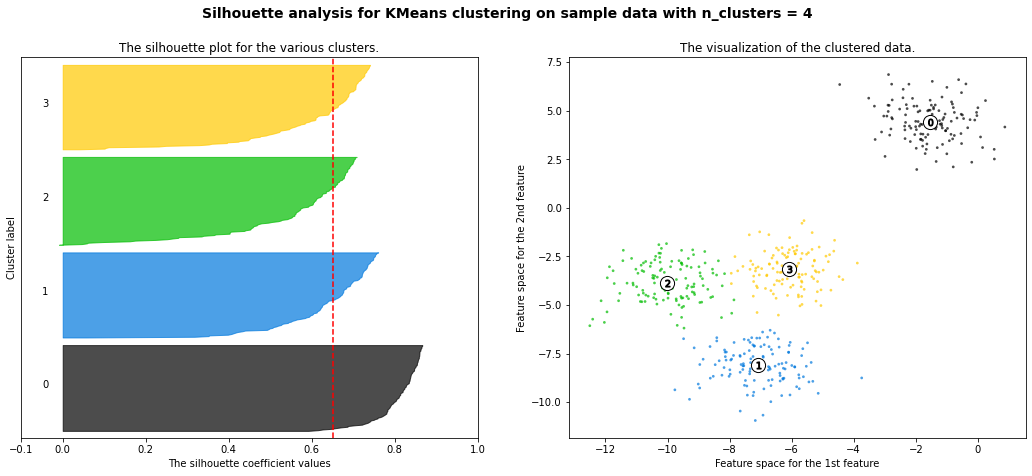 Silhouette analysis for KMeans clustering on sample data with n_clusters = 4
The silhouette plot for the various clusters.
Cluster label
3
2
1
0
−0.1 0.0 0.2 0.4 0.6 0.8 1.0
The silhouette coefficient values
The visualization of the clustered data.
Feature space for the 2nd feature
7.5
5.0
2.5
0.0
−2.5
−5.0
−7.5
−10.0
0
3
2
1
−12 −10 −8 −6 −4 −2 0
Feature space for the 1st feature